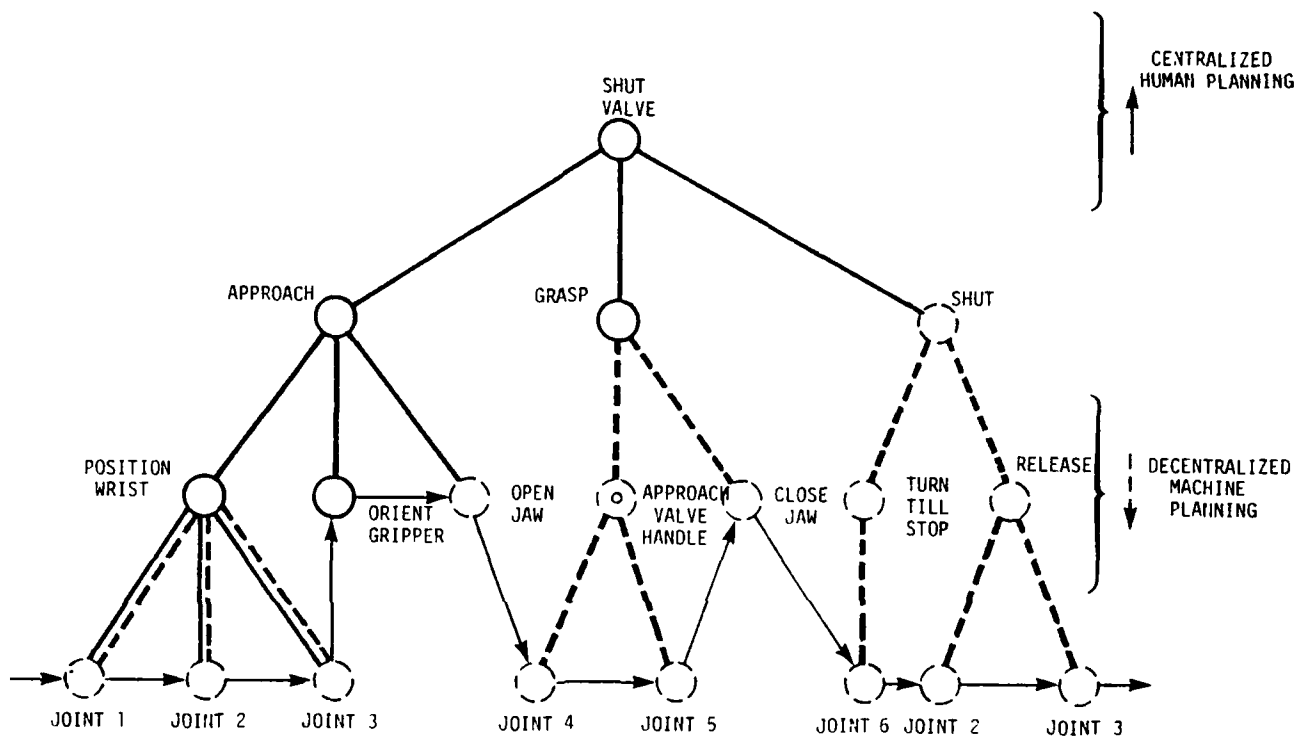 CENTRALIZED
HUMAN PLANNING
SHUT
VALVE
APPROACH
GRASP
SHUT
POSITION
WRIST
ORIENT
GRIPPER
OPEN
JAW
APPROACH
VALVE
HANDLE
CLOSE
JAW
TURN
TILL
STOP
RELEASE
DECENTRALIZED
MACHINE
PLANNING
JOINT 1
JOINT 2
JOINT 3
JOINT 4
JOINT 5
JOINT 6
JOINT 2
JOINT 3